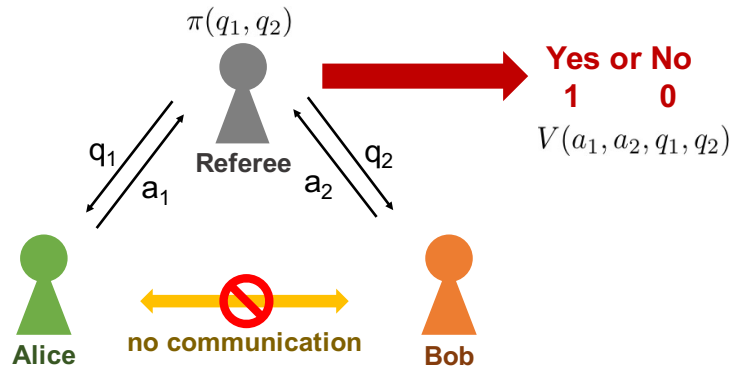 π(q₁, q₂)
Yes or No
1 0
V(a₁, a₂, q₁, q₂)
Referee
q₁
a₁
q₂
a₂
no communication
Alice
Bob